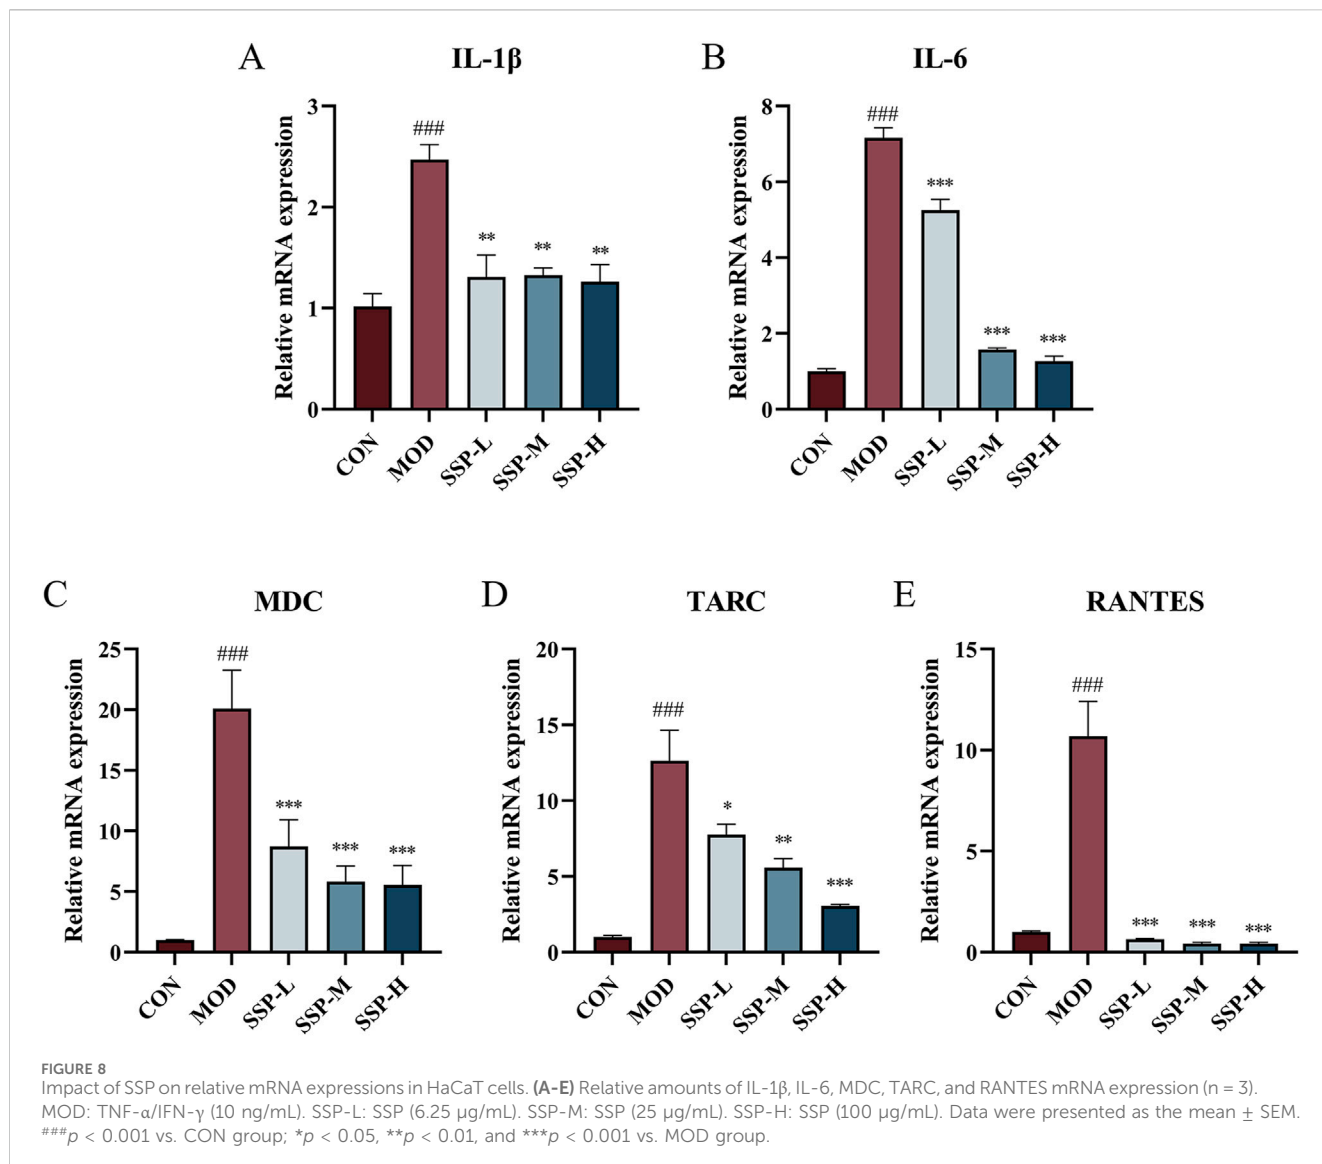 A
IL-1β
Relative mRNA expression
3
2
1
0
###
**
**
**
CON
MOD
SSP-L
SSP-M
SSP-H
B
IL-6
Relative mRNA expression
8
6
4
2
0
###
***
***
***
CON
MOD
SSP-L
SSP-M
SSP-H
C
MDC
Relative mRNA expression
25
20
15
10
5
0
###
***
***
***
CON
MOD
SSP-L
SSP-M
SSP-H
D
TARC
Relative mRNA expression
20
15
10
5
0
###
*
**
***
CON
MOD
SSP-L
SSP-M
SSP-H
E
RANTES
Relative mRNA expression
15
10
5
0
###
***
***
***
CON
MOD
SSP-L
SSP-M
SSP-H
FIGURE 8
Impact of SSP on relative mRNA expressions in HaCaT cells. (A-E) Relative amounts of IL-1β, IL-6, MDC, TARC, and RANTES mRNA expression (n = 3).
MOD: TNF-α/IFN-γ (10 ng/mL). SSP-L: SSP (6.25 μg/mL). SSP-M: SSP (25 μg/mL). SSP-H: SSP (100 μg/mL). Data were presented as the mean ± SEM.
###p < 0.001 vs. CON group; *p < 0.05, **p < 0.01, and ***p < 0.001 vs. MOD group.